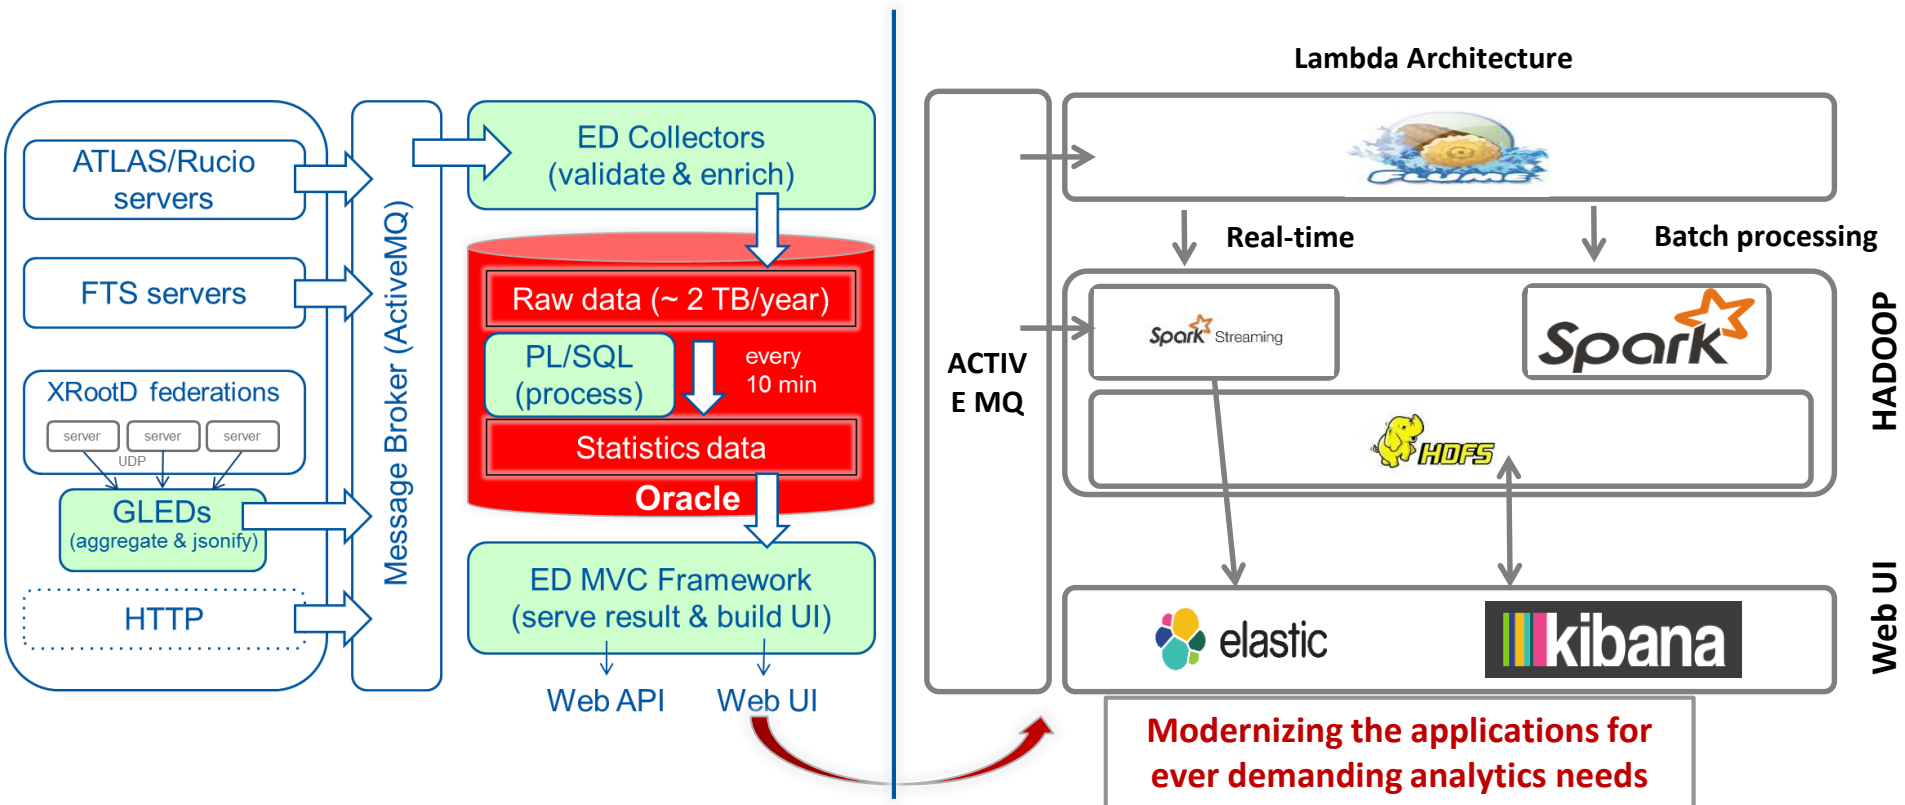 ATLAS/Rucio
servers
FTS servers
XRootD federations
server
server
server
UDP
GLEDs
(aggregate & jsonify)
HTTP
Message Broker (ActiveMQ)
ED Collectors
(validate & enrich)
Raw data (~ 2 TB/year)
PL/SQL
(process)
every
10 min
Statistics data
Oracle
ED MVC Framework
(serve result & build UI)
Web API
Web UI
Lambda Architecture
ACTIV
E MQ
flume
Real-time
Batch processing
Spark Streaming
Spark
HDFS
HADOOP
elastic
kibana
Web UI
Modernizing the applications for
ever demanding analytics needs